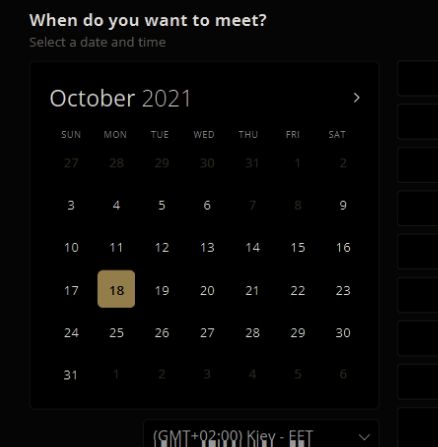 When do you want to meet?
Select a date and time
October 2021
SUN MON TUE WED THU FRI SAT
27 28 29 30 31 1 2
3 4 5 6 7 8 9
10 11 12 13 14 15 16
17 18 19 20 21 22 23
24 25 26 27 28 29 30
31 1 2 3 4 5 6
(GMT+02:00) Kiev - EET